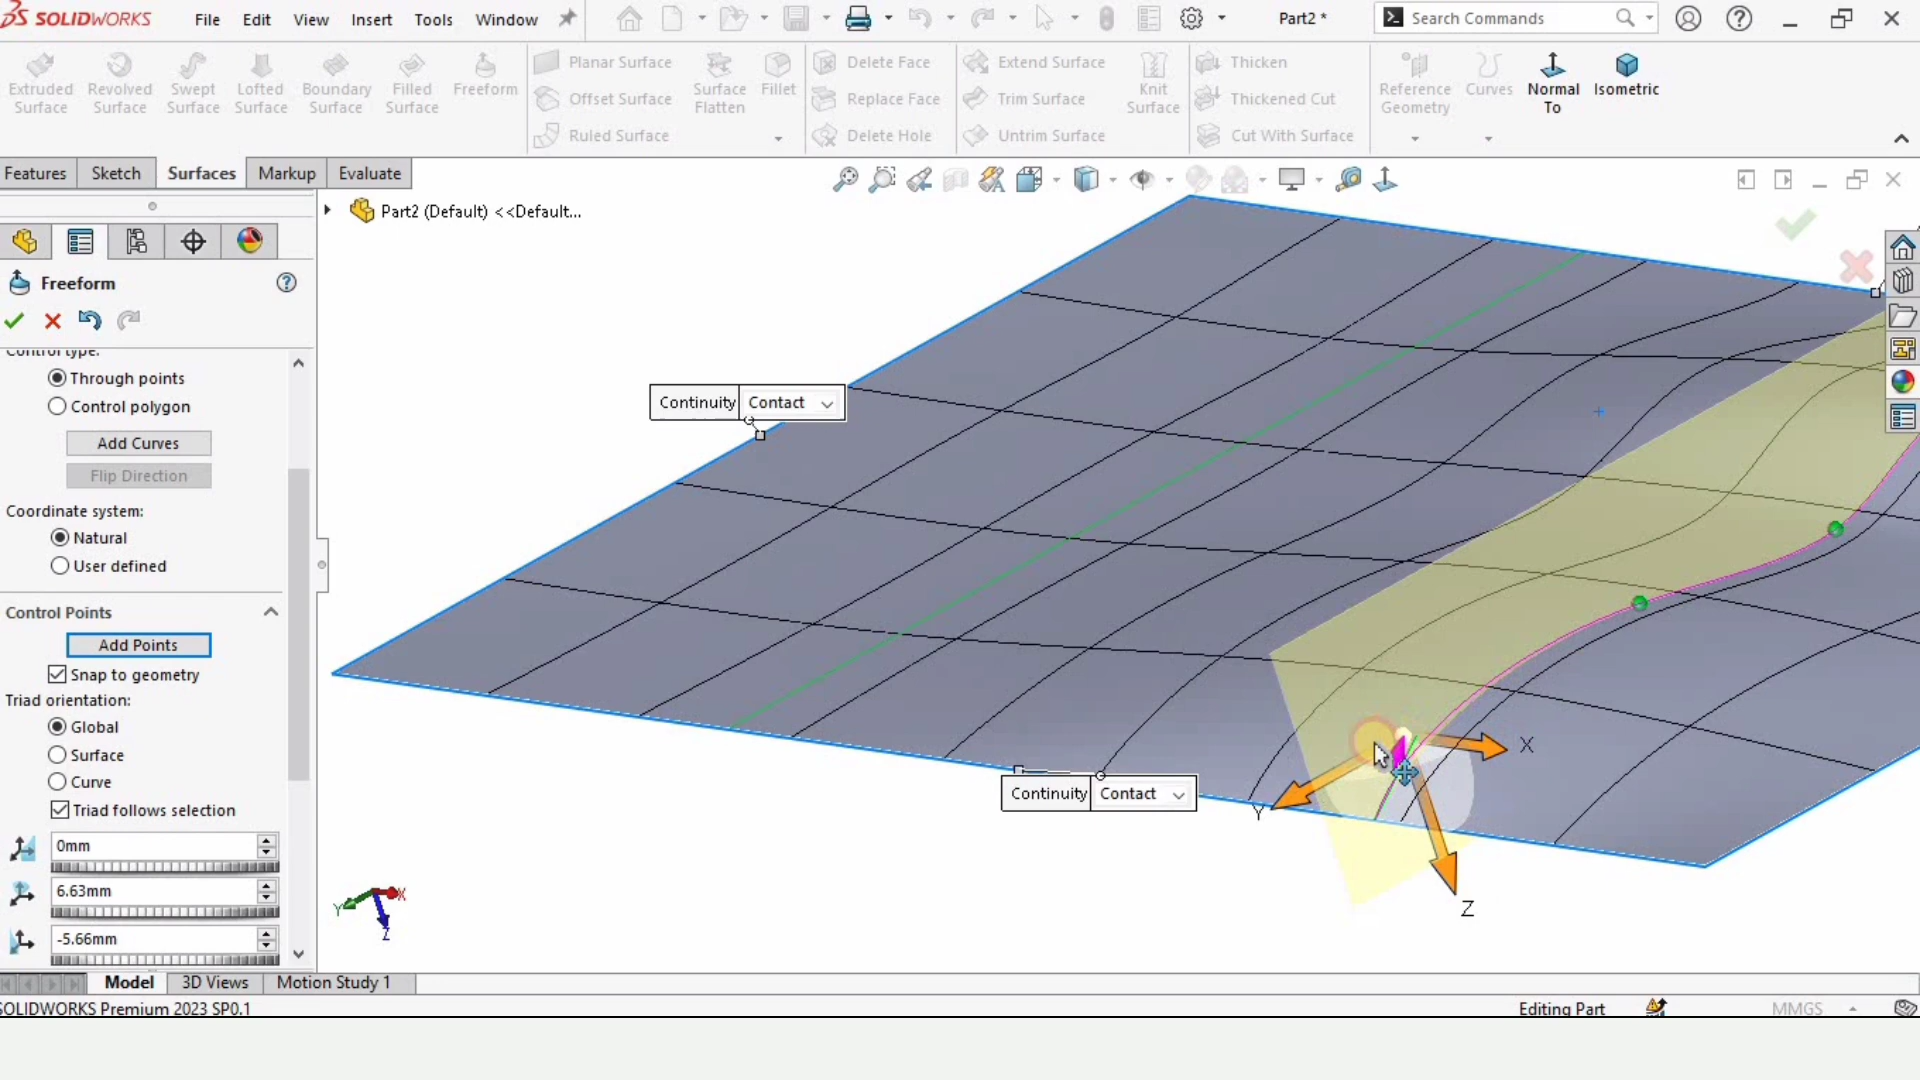 SOLIDWORKS File Edit View Insert Tools Window Part2 * Search Commands
Extruded Surface
Revolved Surface
Swept Surface
Lofted Surface
Boundary Surface
Filled Surface
Freeform
Planar Surface
Offset Surface
Ruled Surface
Surface Flatten
Fillet
Delete Face
Replace Face
Delete Hole
Extend Surface
Trim Surface
Untrim Surface
Knit Surface
Thicken
Thickened Cut
Cut With Surface
Reference Geometry
Curves
Normal To
Isometric
Features Sketch Surfaces Markup Evaluate
Part2 (Default) <<Default...
Freeform
Control type:
Through points
Control polygon
Add Curves
Flip Direction
Coordinate system:
Natural
User defined
Control Points
Add Points
Snap to geometry
Triad orientation:
Global
Surface
Curve
Triad follows selection
0mm
6.63mm
-5.66mm
Continuity Contact
Continuity Contact
X
Y
Z
X
Y
Z
Model 3D Views Motion Study 1
SOLIDWORKS Premium 2023 SP0.1 Editing Part MMGS